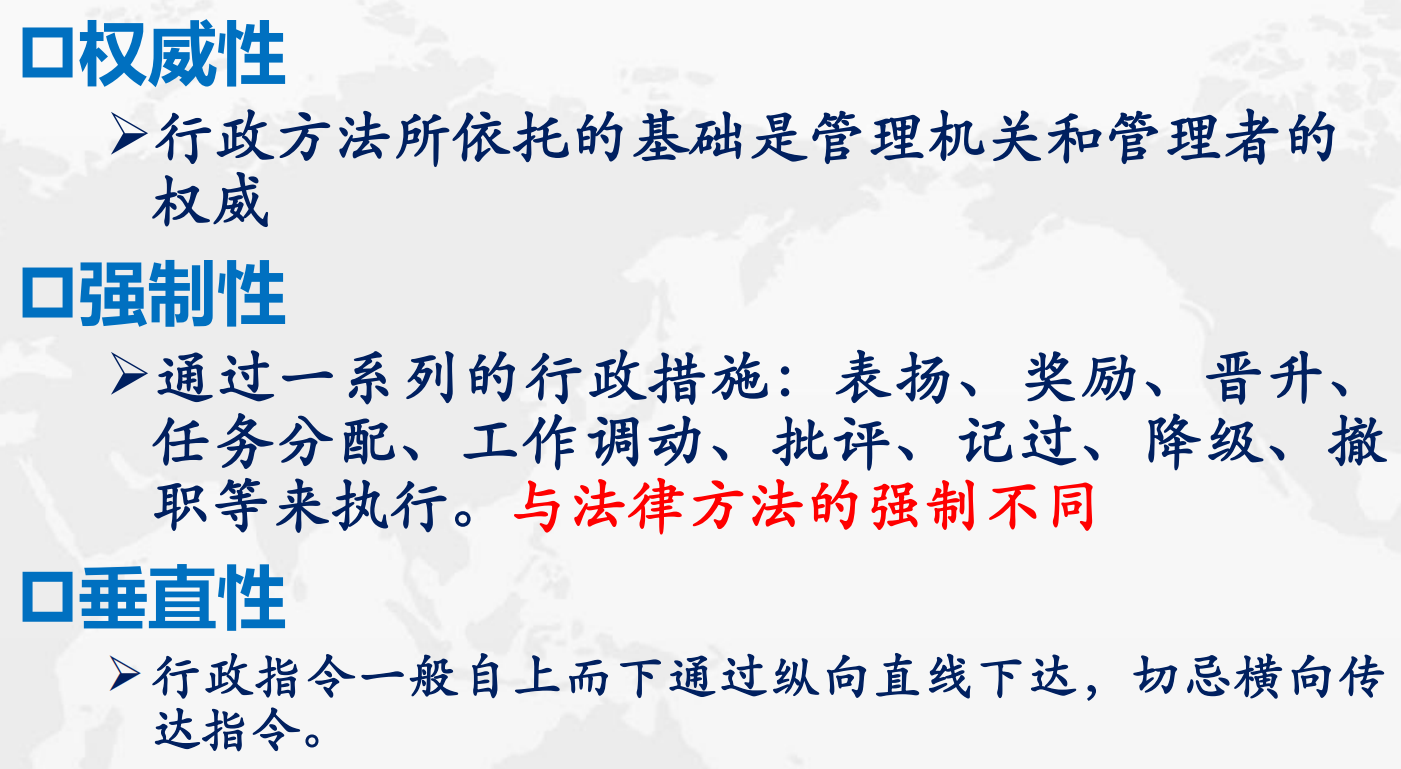 权威性
行政方法所依托的基础是管理机关和管理者的
权威
强制性
通过一系列的行政措施：表扬、奖励、晋升、
任务分配、工作调动、批评、记过、降级、撤
职等来执行。与法律方法的强制不同
垂直性
行政指令一般自上而下通过纵向直线下达，切忌横向传
达指令。